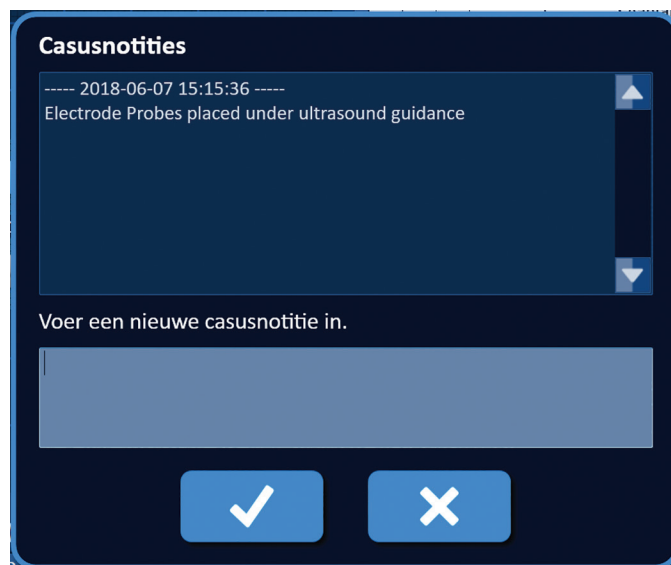 Casusnotities
----- 2018-06-07 15:15:36 -----
Electrode Probes placed under ultrasound guidance
Voer een nieuwe casusnotitie in.